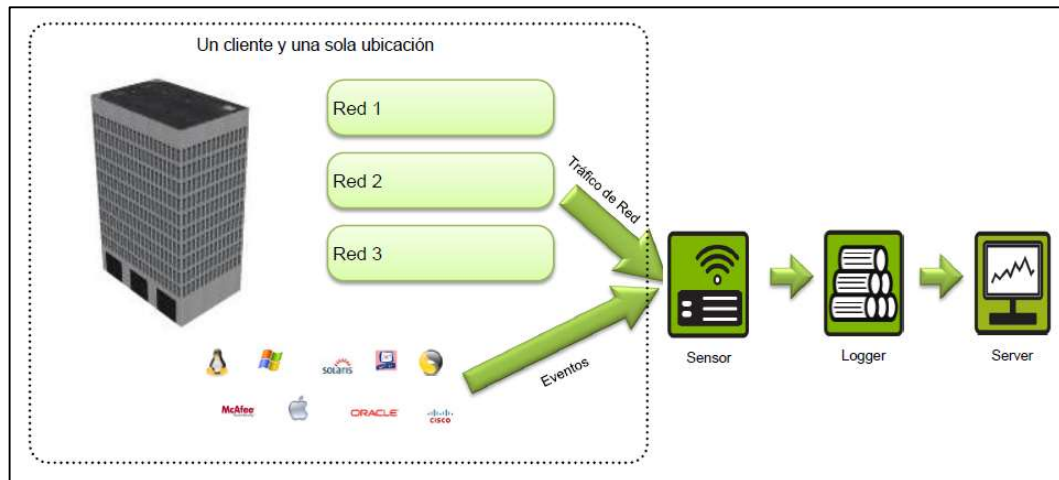 Un cliente y una sola ubicación
Red 1
Red 2
Red 3
Tráfico de Red
Eventos
solaris
McAfee
ORACLE
cisco
Sensor
Logger
Server